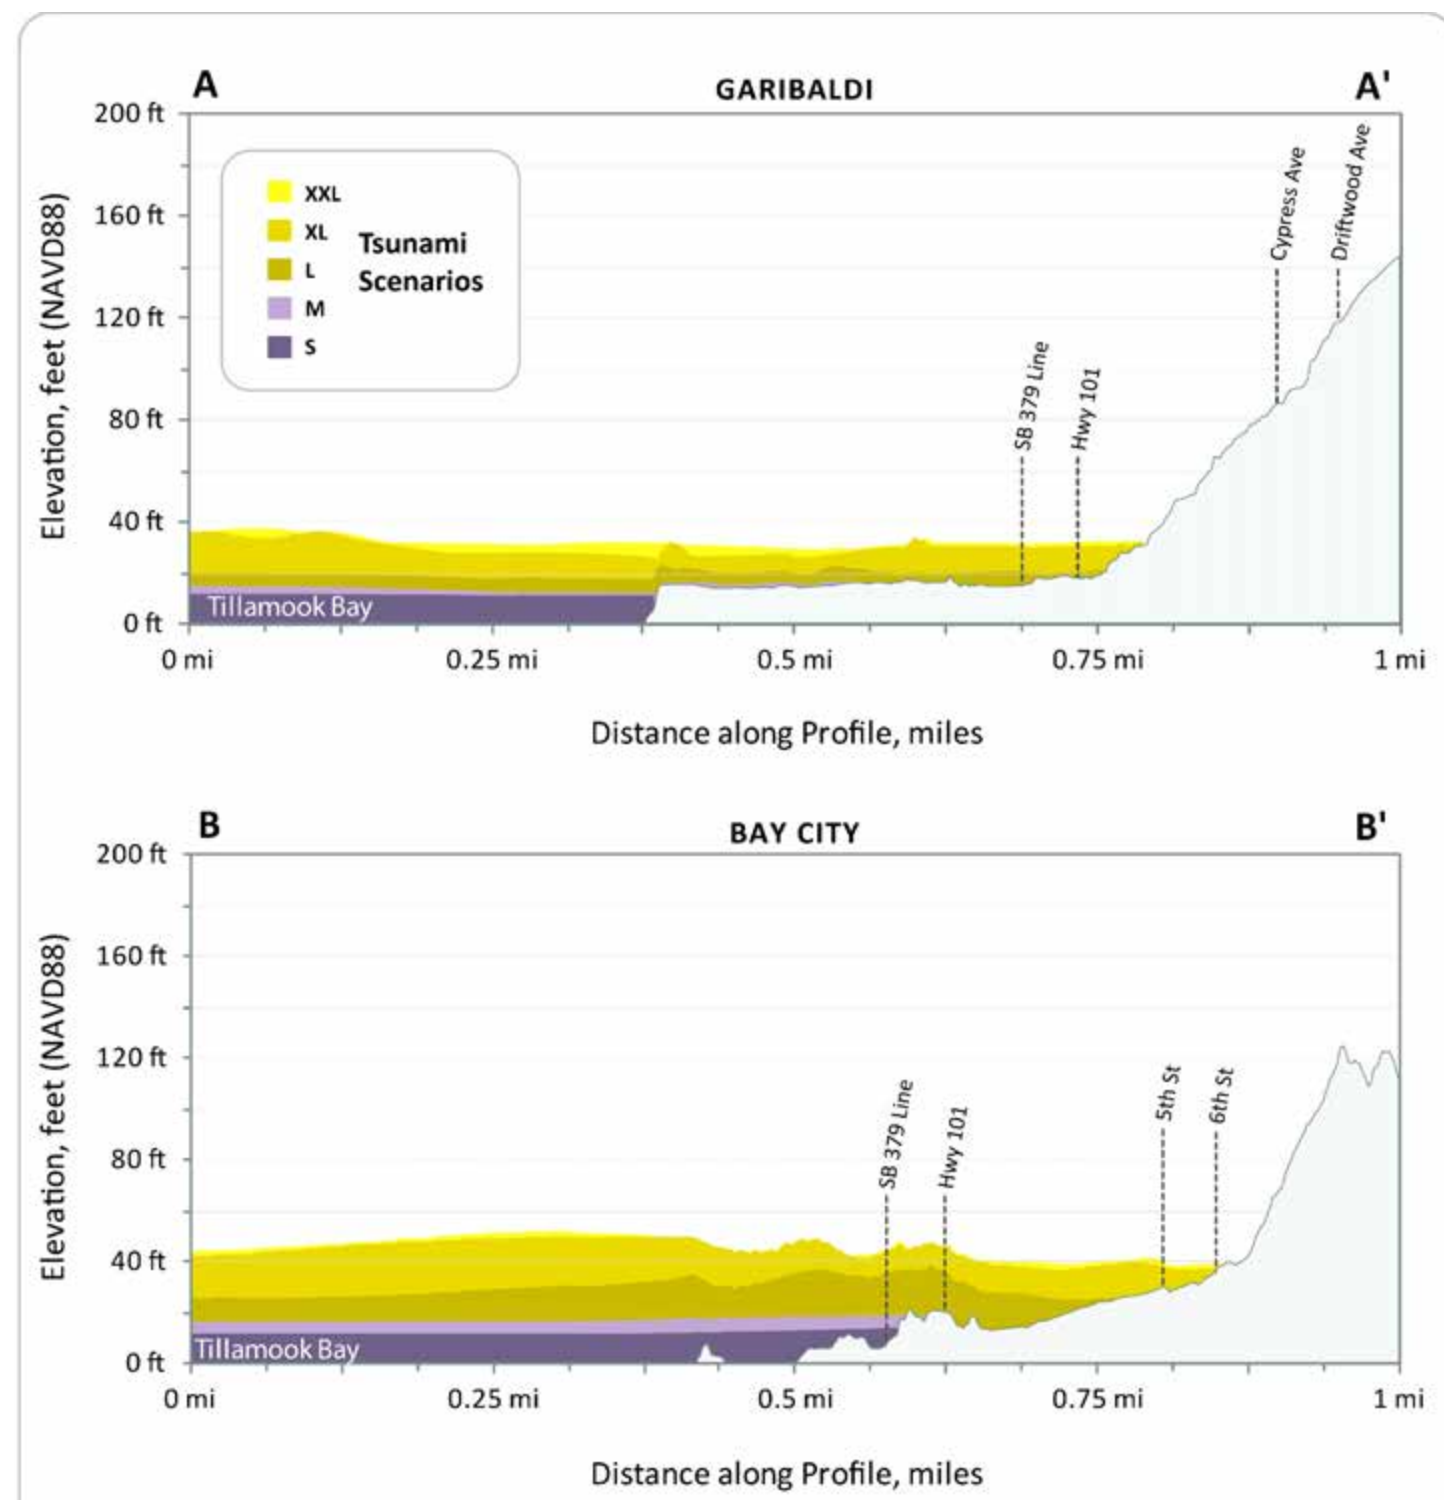 A
GARIBALDI
A'
200 ft
160 ft
120 ft
80 ft
40 ft
0 ft
Elevation, feet (NAVD88)
XXL
XL
L
M
S
Tsunami
Scenarios
SB 379 Line
Hwy 101
Cypress Ave
Driftwood Ave
Tillamook Bay
0 mi
0.25 mi
0.5 mi
0.75 mi
1 mi
Distance along Profile, miles
B
BAY CITY
B'
200 ft
160 ft
120 ft
80 ft
40 ft
0 ft
Elevation, feet (NAVD88)
SB 379 Line
Hwy 101
5th St
6th St
Tillamook Bay
0 mi
0.25 mi
0.5 mi
0.75 mi
1 mi
Distance along Profile, miles